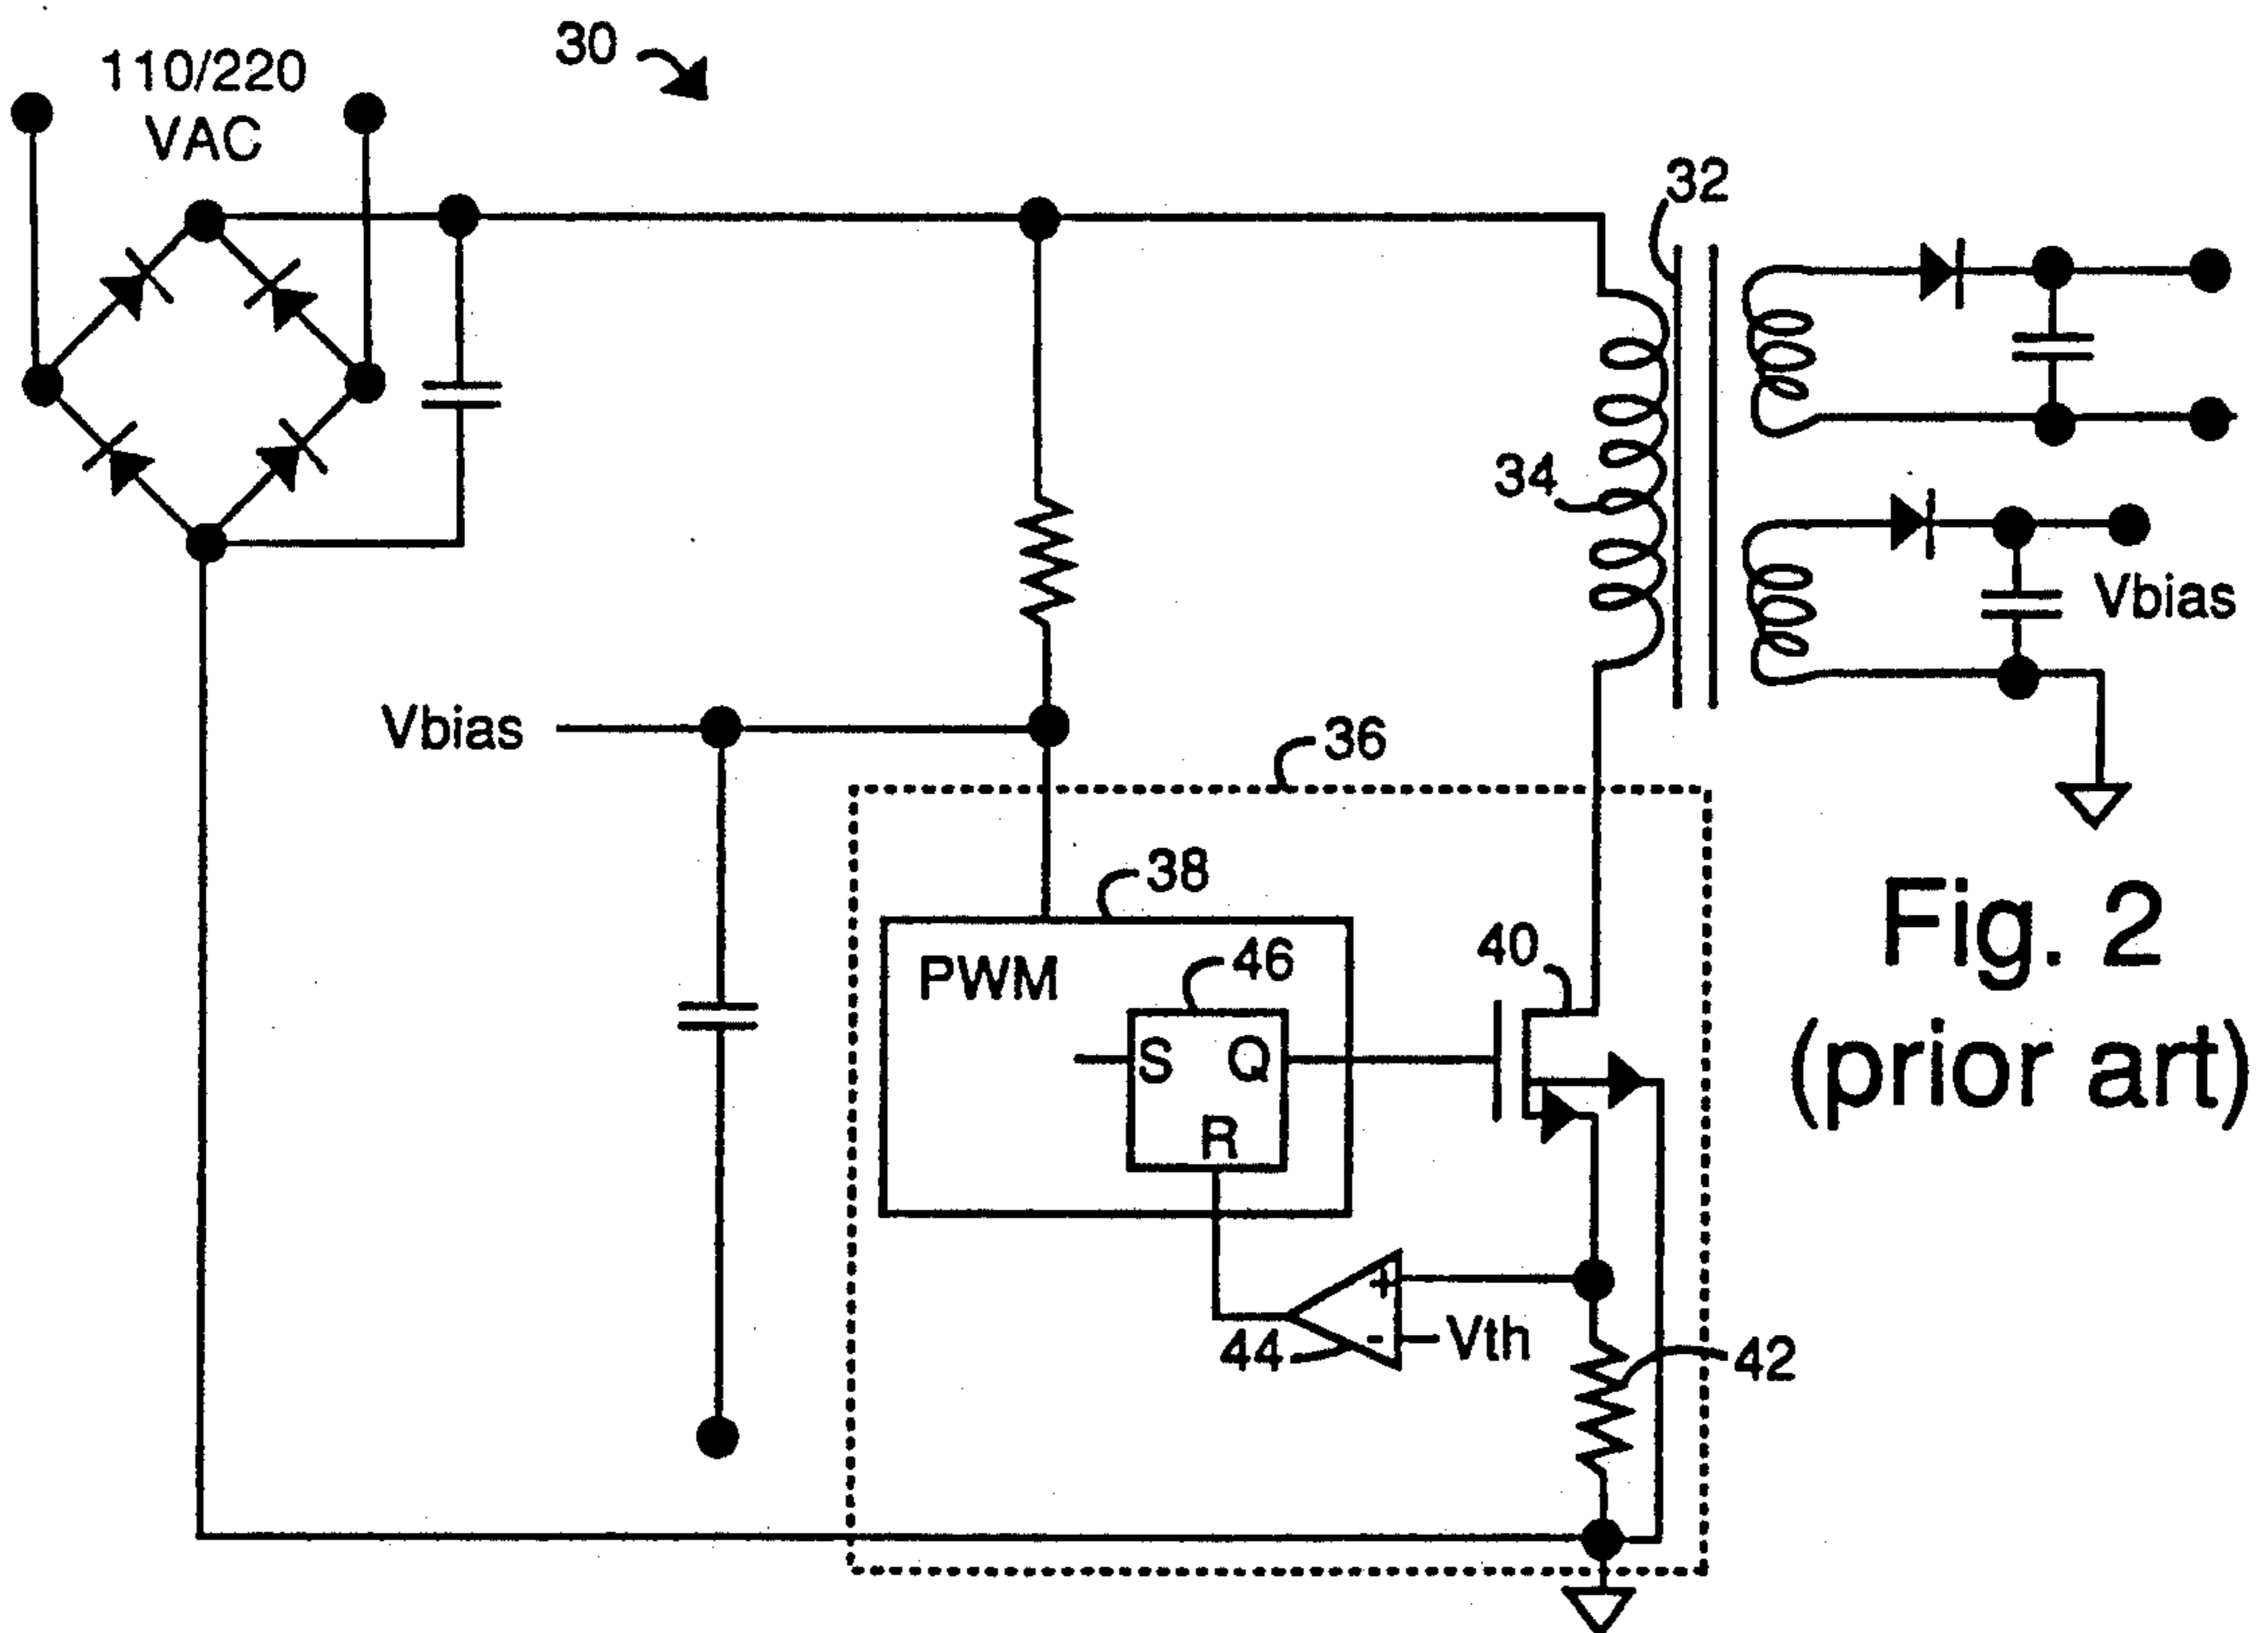 30
110/220
VAC
32
34
Vbias
Vbias
36
38
PWM
46
40
S Q
R
+
-
Vth
44
42
Fig. 2
(prior art)